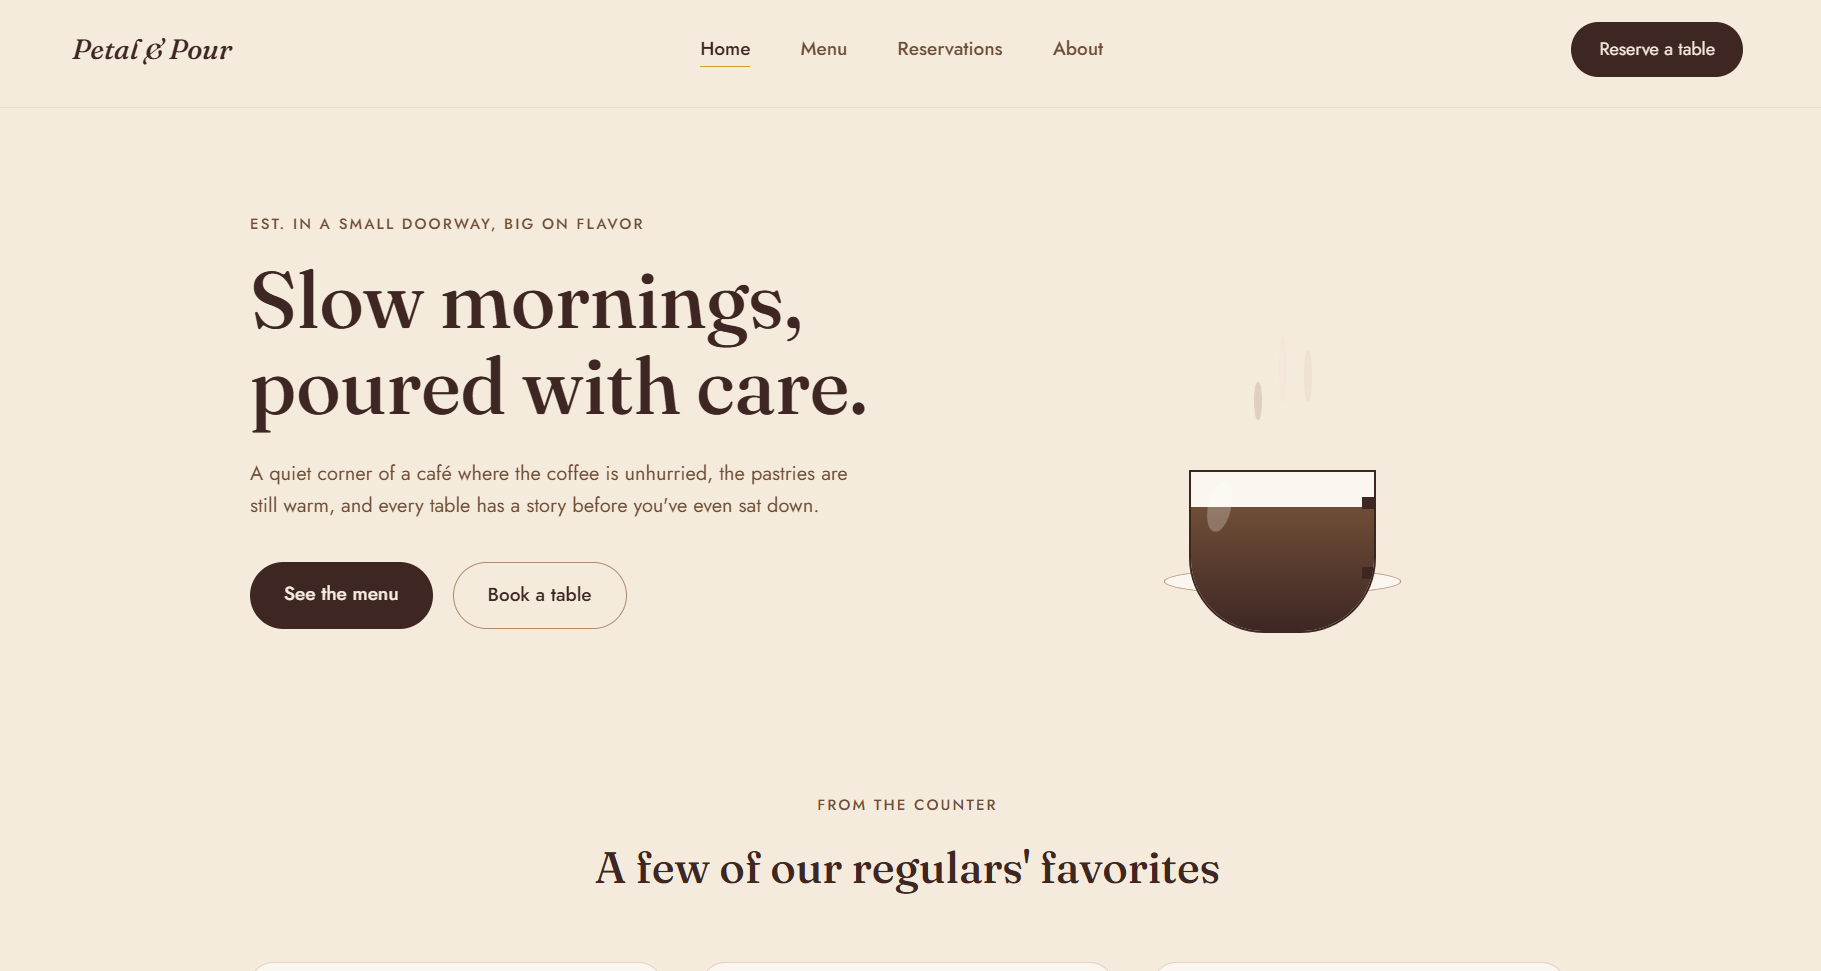 Petal & Pour
Home
Menu
Reservations
About
Reserve a table
EST. IN A SMALL DOORWAY, BIG ON FLAVOR
Slow mornings,
poured with care.
A quiet corner of a café where the coffee is unhurried, the pastries are
still warm, and every table has a story before you've even sat down.
See the menu
Book a table
FROM THE COUNTER
A few of our regulars' favorites